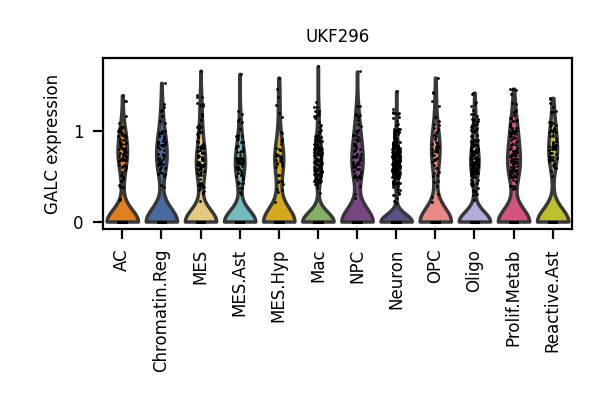 UKF296
GALC expression
1
0
AC
Chromatin.Reg
MES
MES.Ast
MES.Hyp
Mac
NPC
Neuron
OPC
Oligo
Prolif.Metab
Reactive.Ast